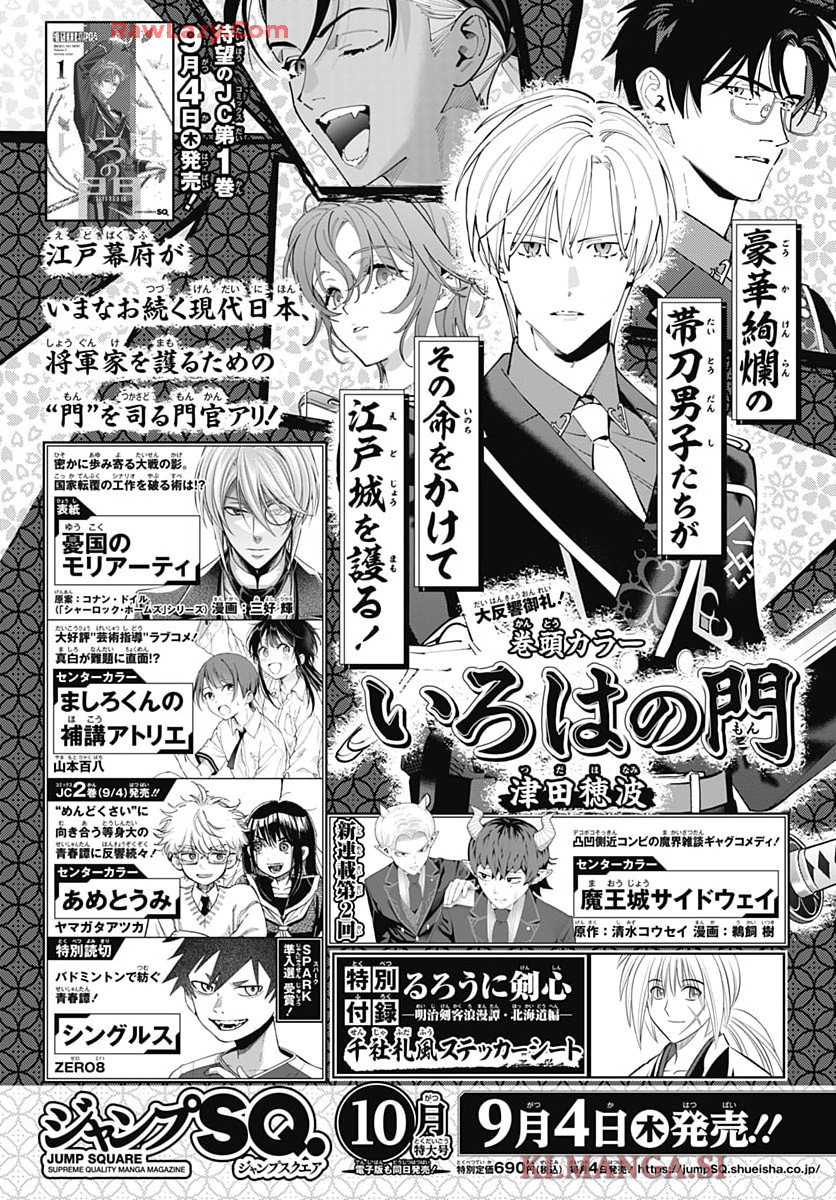 RawLazy.Com
1
いろは
の門
SQ.
待望のJC第1巻
9月4日(木)発売!
江戸幕府が
いまなお続く現代日本、
将軍家を護るための
“門”を司る門官アリ!
豪華絢爛の
帯刀男子たちが
その命をかけて
江戸城を護る!
大反響御礼!
巻頭カラー
いろはの門
津田穂波
密かに歩み寄る大戦の影。
国家転覆の工作を破る術は!?
表紙
憂国の
モリアーティ
原案:コナン・ドイル
(「シャーロック・ホームズ」シリーズ) 漫画:三好 輝
大好評“芸術指導”ラブコメ!
真白が難題に直面!?
センターカラー
ましろくんの
補講アトリエ
山本百八
JC2巻(9/4)発売!!
“めんどくさい”に
向き合う等身大の
青春譚に反響続々!
センターカラー
あめとうみ
ヤマガタアツカ
特別読切
SPARK
準入選 受賞!
バドミントンで紡ぐ
青春譚!
シングルス
ZERO8
新連載第2回
凸凹側近コンビの魔界雑談ギャグコメディ!
センターカラー
魔王城サイドウェイ
原作:清水コウセイ 漫画:鵜飼 樹
特別
付録
るろうに剣心
―明治剣客浪漫譚・北海道編―
千社札風ステッカーシート
ジャンプSQ.
JUMP SQUARE
SUPREME QUALITY MANGA MAGAZINE
ジャンプスクエア
10月
特大号
電子版も同日発売!
9月4日(木)発売!!
特別定価690円(税込) 毎月4日発売! https://jumpSQ.shueisha.co.jp/
KEMANGA.SI